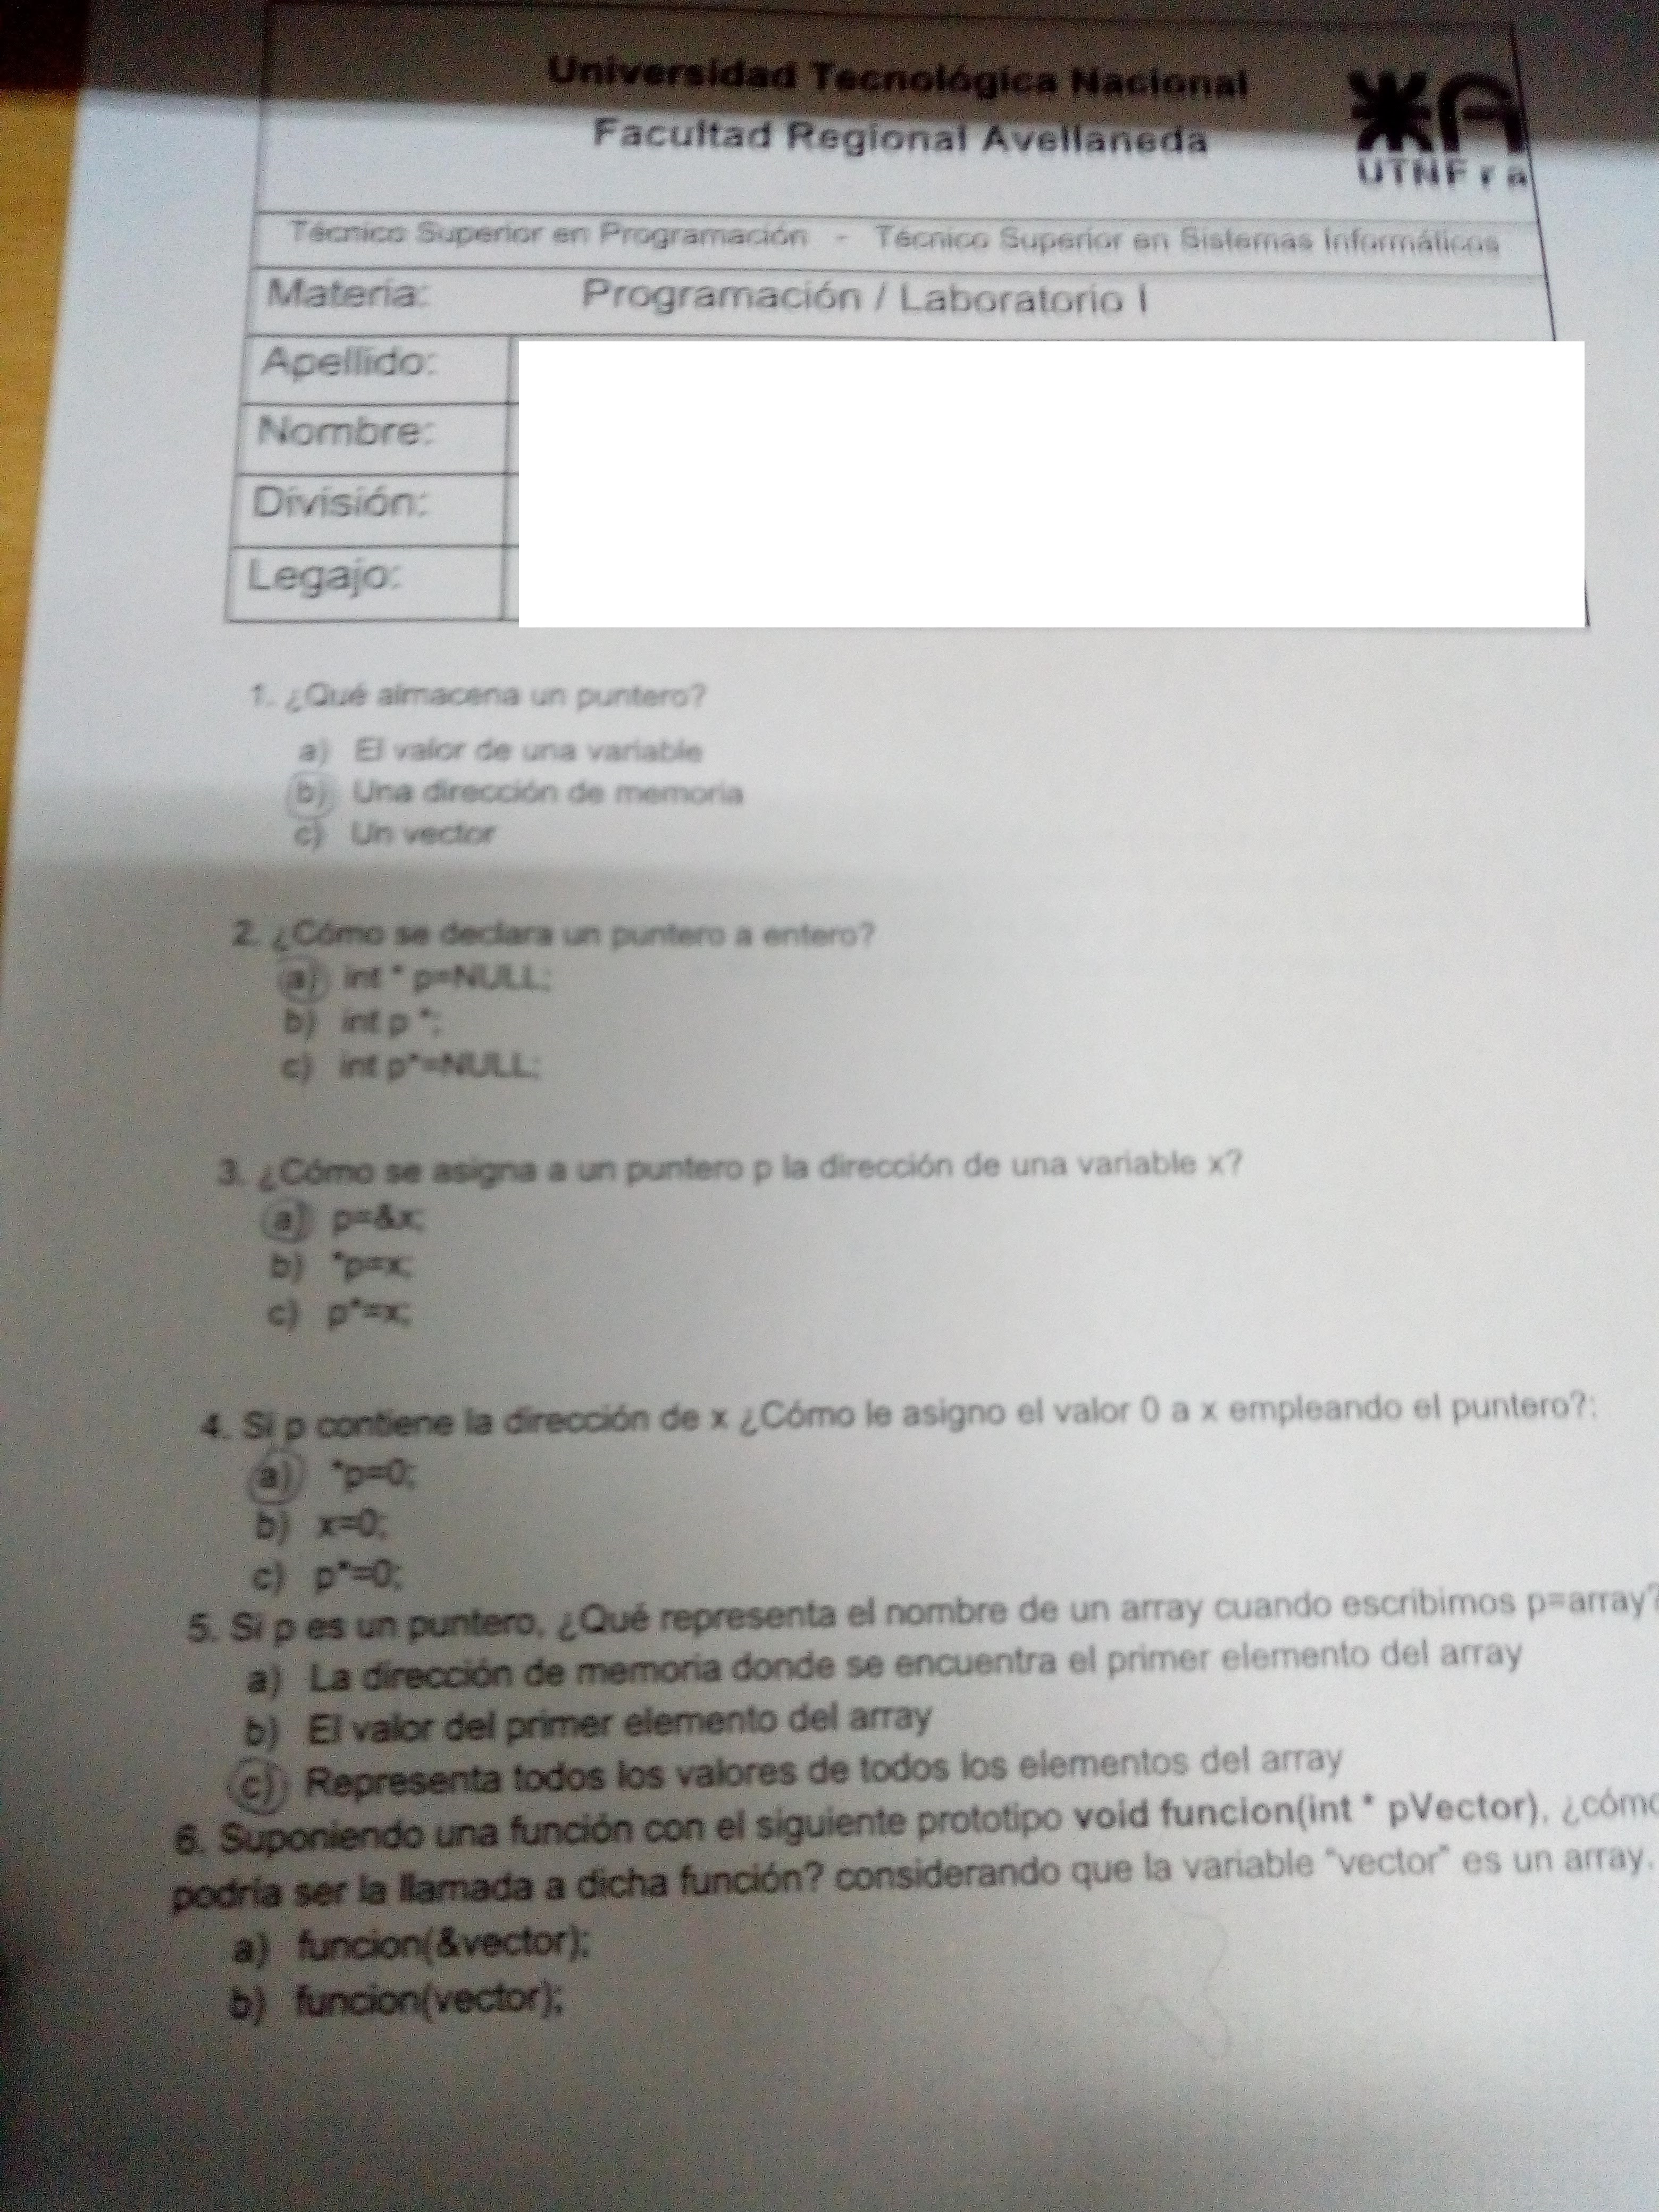 Universidad Tecnológica Nacional
Facultad Regional Avellaneda
UTNFra
Técnico Superior en Programación - Técnico Superior en Sistemas Informáticos
Materia: Programación / Laboratorio I
Apellido:
Nombre:
División:
Legajo:
1. ¿Qué almacena un puntero?
a) El valor de una variable
b) Una dirección de memoria
c) Un vector
2. ¿Cómo se declara un puntero a entero?
a) int * p=NULL;
b) int p *;
c) int p*=NULL;
3. ¿Cómo se asigna a un puntero p la dirección de una variable x?
a) p=&x;
b) *p=x;
c) p*=x;
4. Si p contiene la dirección de x ¿Cómo le asigno el valor 0 a x empleando el puntero?:
a) *p=0;
b) x=0;
c) p*=0;
5. Si p es un puntero, ¿Qué representa el nombre de un array cuando escribimos p=array?
a) La dirección de memoria donde se encuentra el primer elemento del array
b) El valor del primer elemento del array
c) Representa todos los valores de todos los elementos del array
6. Suponiendo una función con el siguiente prototipo void funcion(int * pVector), ¿cómo
podría ser la llamada a dicha función? considerando que la variable "vector" es un array.
a) funcion(&vector);
b) funcion(vector);